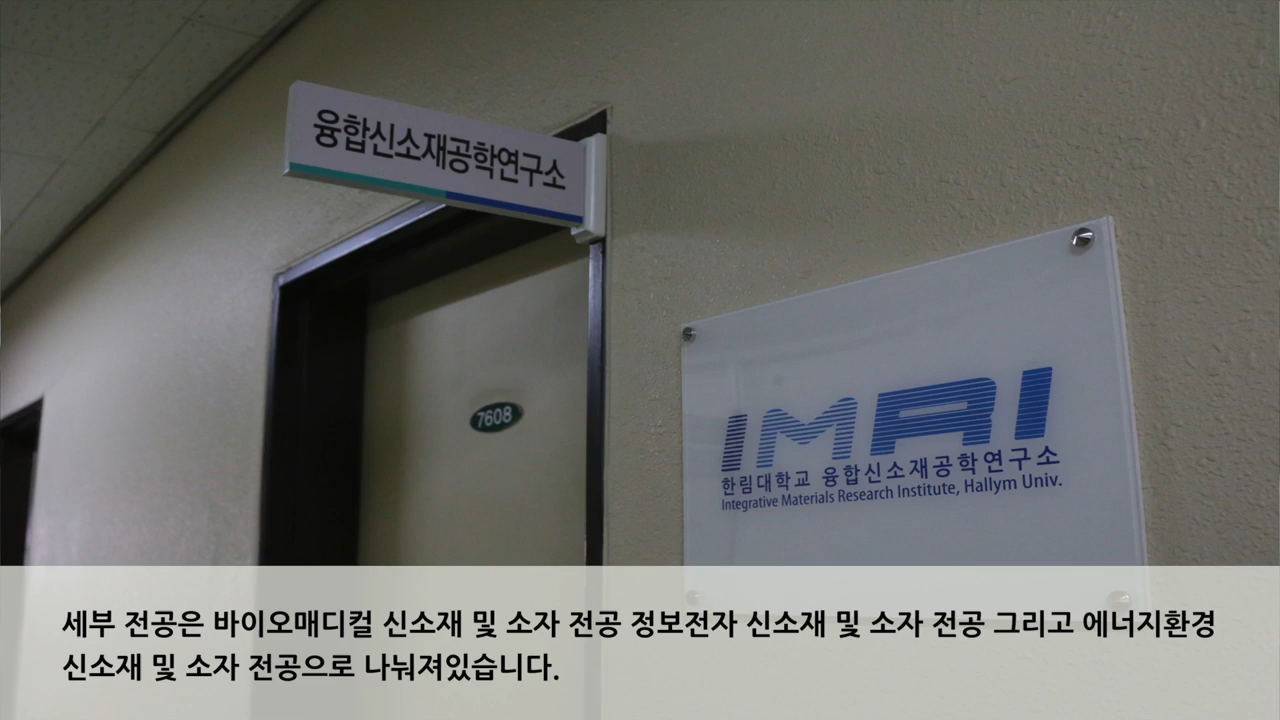 융합신소재공학연구소
7608
IMRI
한림대학교 융합신소재공학연구소
Integrative Materials Research Institute, Hallym Univ.
세부 전공은 바이오매디컬 신소재 및 소자 전공 정보전자 신소재 및 소자 전공 그리고 에너지환경
신소재 및 소자 전공으로 나눠져있습니다.